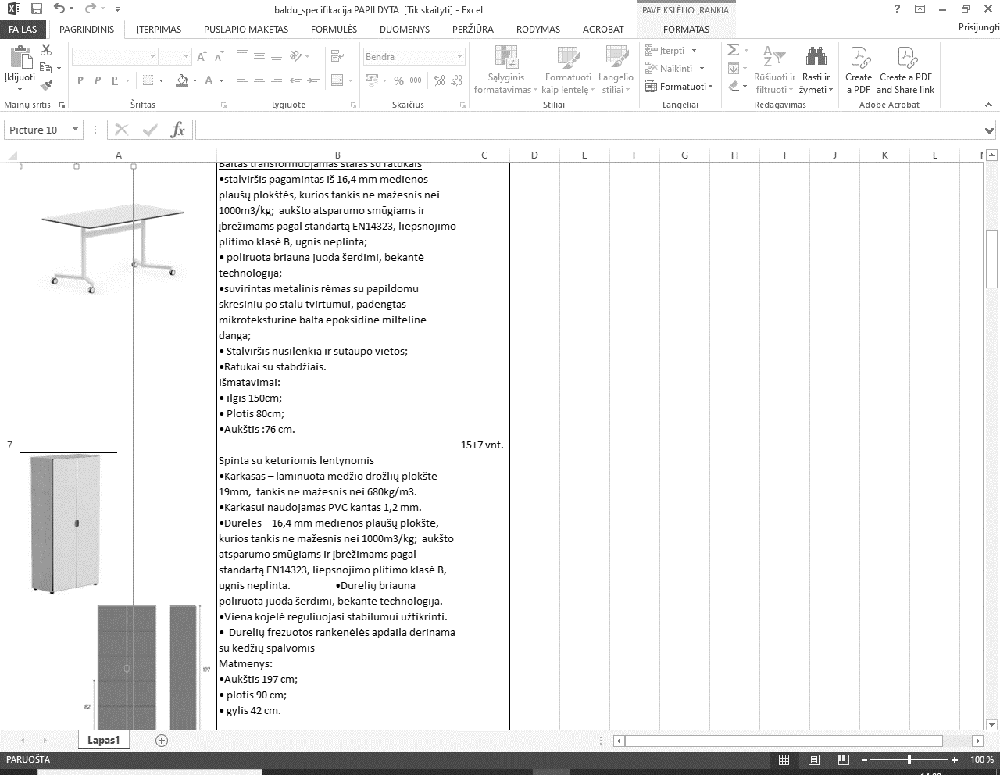 baldu_specifikacija PAPILDYTA [Tik skaityti] - Excel
PAVEIKSLĖLIO ĮRANKIAI
FAILAS PAGRINDINIS ĮTERPIMAS PUSLAPIO MAKETAS FORMULĖS DUOMENYS PERŽIŪRA RODYMAS ACROBAT FORMATAS Prisijungti
Įklijuoti
P P P A A A
Bendra
% 000
Sąlyginis formatavimas
Formatuoti kaip lentelę
Langelio stiliai
Įterpti
Naikinti
Formatuoti
Rūšiuoti ir filtruoti
Rasti ir žymėti
Create a PDF
Create a PDF and Share link
Mainų sritis Šriftas Lygiuotė Skaičius Stiliai Langeliai Redagavimas Adobe Acrobat
Picture 10
fx
A B C D E F G H I J K L
Baltas transformuojamas stalas su ratukais
•stalviršis pagamintas iš 16,4 mm medienos
plaušų plokštės, kurios tankis ne mažesnis nei
1000m3/kg; aukšto atsparumo smūgiams ir
įbrėžimams pagal standartą EN14323, liepsnojimo
plitimo klasė B, ugnis neplinta;
• poliruota briauna juoda šerdimi, bekantė
technologija;
•suvirintas metalinis rėmas su papildomu
skresiniu po stalu tvirtumui, padengtas
mikrotekstūrine balta epoksidine milteline
danga;
• Stalviršis nusilenkia ir sutaupo vietos;
•Ratukai su stabdžiais.
Išmatavimai:
• ilgis 150cm;
• Plotis 80cm;
•Aukštis :76 cm.
7 15+7 vnt.
Spinta su keturiomis lentynomis
•Karkasas – laminuota medžio drožlių plokštė
19mm, tankis ne mažesnis nei 680kg/m3.
•Karkasui naudojamas PVC kantas 1,2 mm.
•Durelės – 16,4 mm medienos plaušų plokštė,
kurios tankis ne mažesnis nei 1000m3/kg; aukšto
atsparumo smūgiams ir įbrėžimams pagal
standartą EN14323, liepsnojimo plitimo klasė B,
ugnis neplinta. •Durelių briauna
poliruota juoda šerdimi, bekantė technologija.
•Viena kojelė reguliuojasi stabilumui užtikrinti.
• Durelių frezuotos rankenėlės apdaila derinama
su kėdžių spalvomis
Matmenys:
•Aukštis 197 cm;
• plotis 90 cm;
• gylis 42 cm.
197
82
Lapas1
PARUOŠTA
100 %